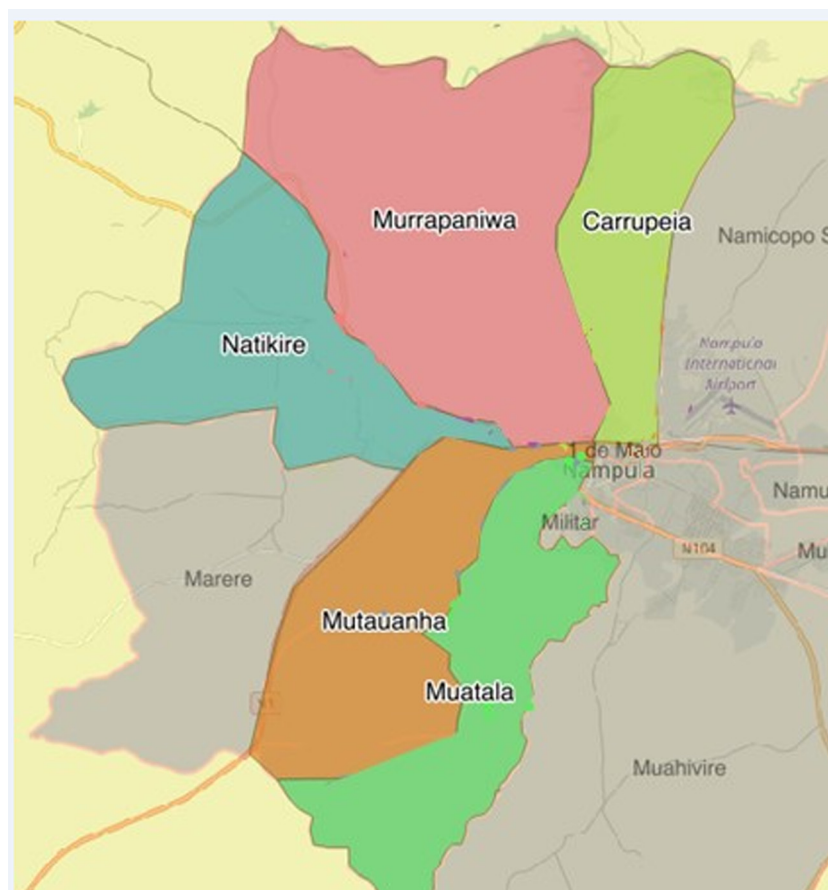 Murrapaniwa
Carrupeia
Namicopo S
Natikire
Nampula
International
Airport
1 de Maio
Nampula
Namu
Militar
N104
Mu
Marere
Mutauanha
Muatala
N1
Muahivire